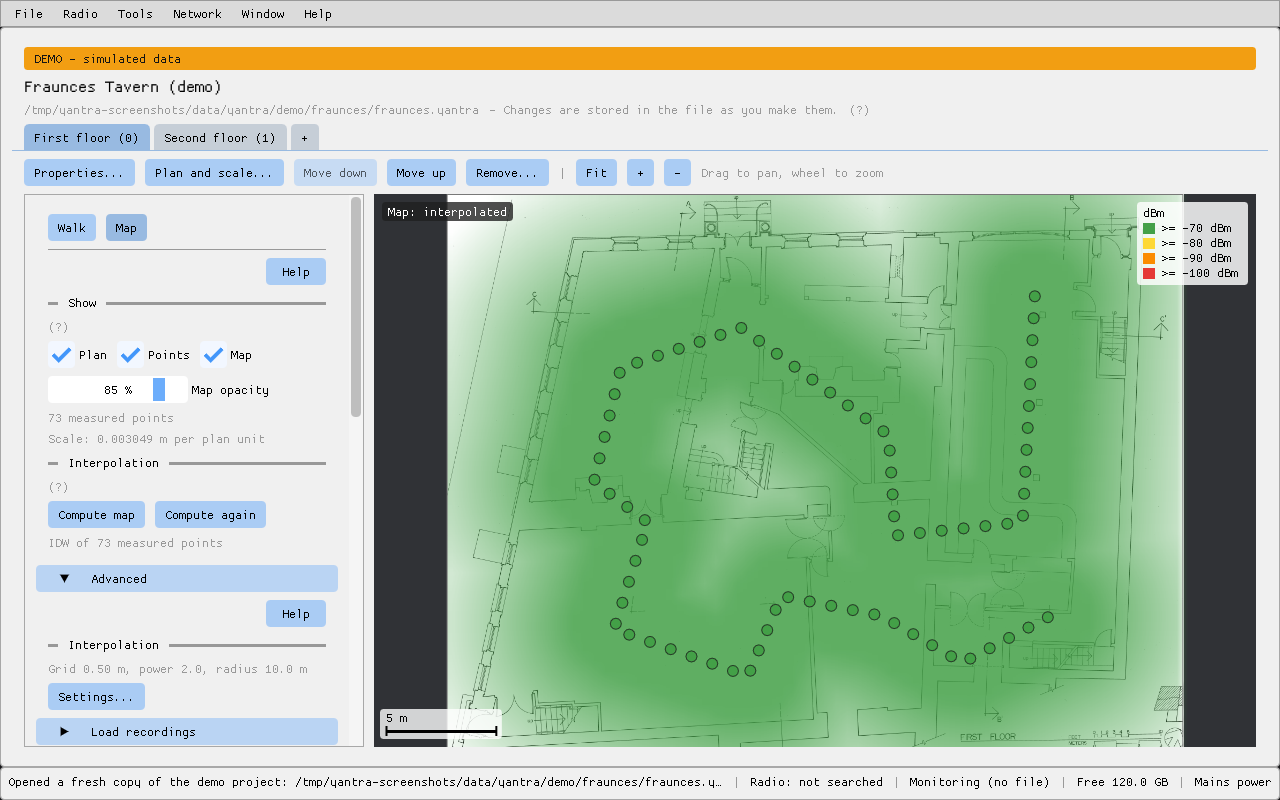 File Radio Tools Network Window Help
DEMO - simulated data
Fraunces Tavern (demo)
/tmp/yantra-screenshots/data/yantra/demo/fraunces/fraunces.yantra - Changes are stored in the file as you make them. (?)
First floor (0) Second floor (1) +
Properties... Plan and scale... Move down Move up Remove... | Fit + - Drag to pan, wheel to zoom
Walk Map
Help
Show
(?)
Plan Points Map
85 % Map opacity
73 measured points
Scale: 0.003049 m per plan unit
Interpolation
(?)
Compute map Compute again
IDW of 73 measured points
Advanced
Help
Interpolation
Grid 0.50 m, power 2.0, radius 10.0 m
Settings...
Load recordings
Map: interpolated
dBm
>= -70 dBm
>= -80 dBm
>= -90 dBm
>= -100 dBm
A
B
C
C
5 m
FIRST FLOOR
METERS
Opened a fresh copy of the demo project: /tmp/yantra-screenshots/data/yantra/demo/fraunces/fraunces.y… | Radio: not searched | Monitoring (no file) | Free 120.0 GB | Mains power